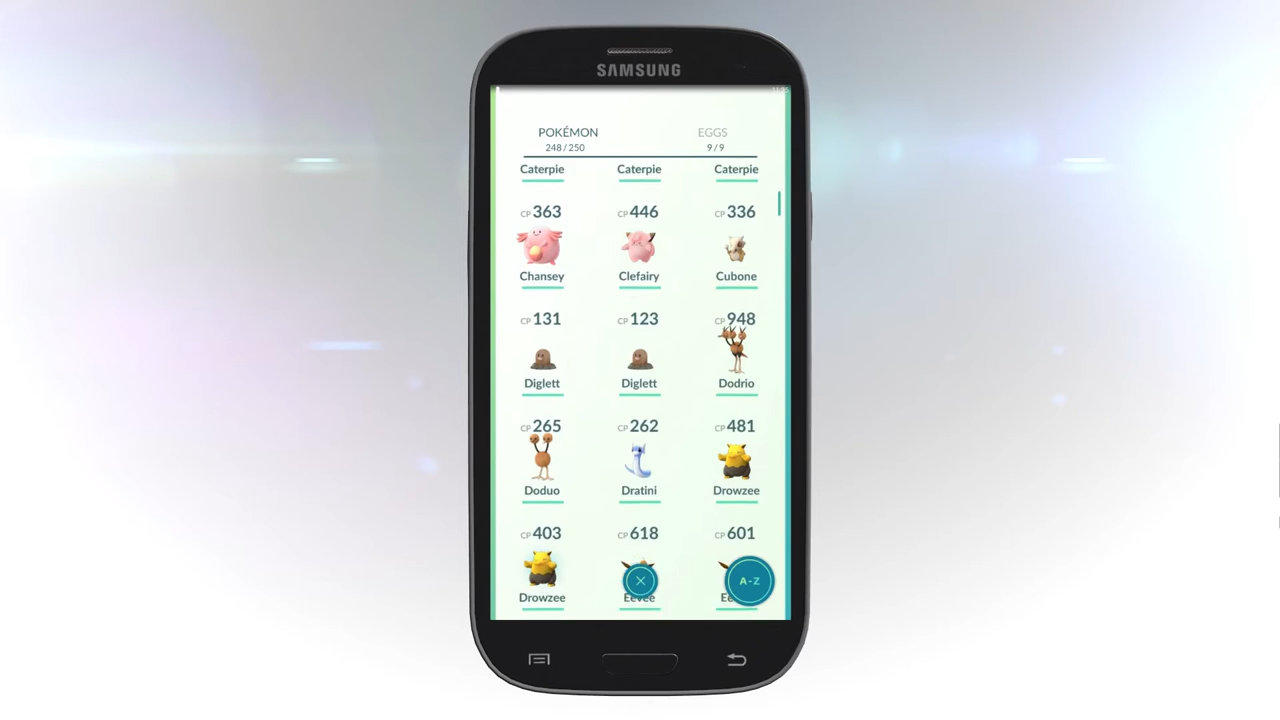 SAMSUNG
POKÉMON EGGS
248 / 250 9 / 9
Caterpie Caterpie Caterpie
CP 363 CP 446 CP 336
Chansey Clefairy Cubone
CP 131 CP 123 CP 948
Diglett Diglett Dodrio
CP 265 CP 262 CP 481
Doduo Dratini Drowzee
CP 403 CP 618 CP 601
A-Z
Drowzee Eevee